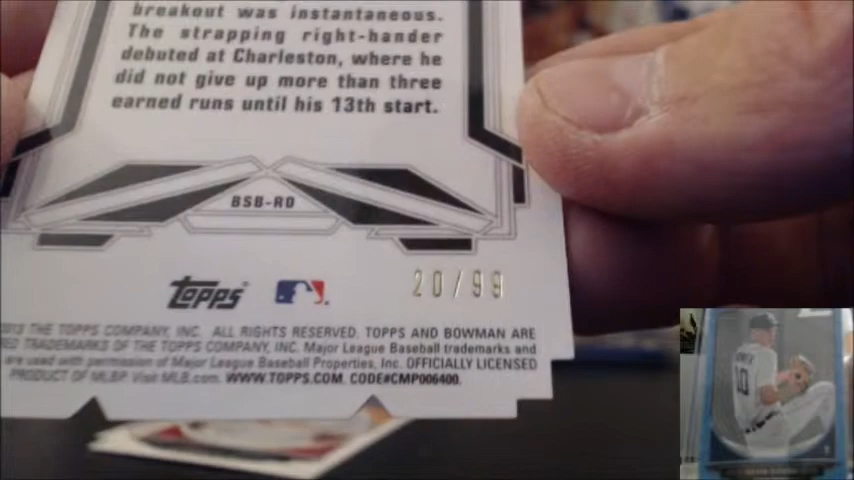 breakout was instantaneous.
The strapping right-hander
debuted at Charleston, where he
did not give up more than three
earned runs until his 13th start.
BSB-RO
Topps
20/99
2013 THE TOPPS COMPANY, INC. ALL RIGHTS RESERVED. TOPPS AND BOWMAN ARE
TRADEMARKS OF THE TOPPS COMPANY, INC. Major League Baseball trademarks and
are used with permission of Major League Baseball Properties, Inc. OFFICIALLY LICENSED
PRODUCT OF MLBP. Visit MLB.com. WWW.TOPPS.COM. CODE#CMP006400.
10